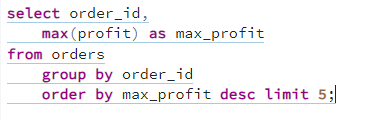 select order_id,
max(profit) as max_profit
from orders
group by order_id
order by max_profit desc limit 5;